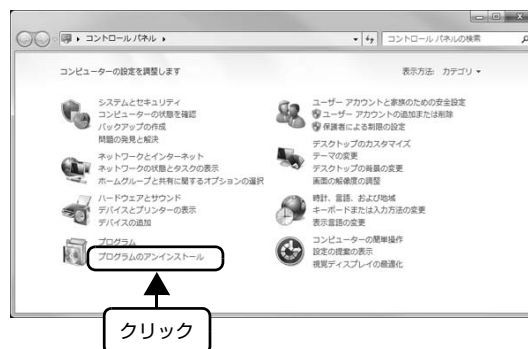 コントロール パネル
コントロール パネルの検索
コンピューターの設定を調整します
表示方法: カテゴリ
システムとセキュリティ
コンピューターの状態を確認
バックアップの作成
問題の発見と解決
ネットワークとインターネット
ネットワークの状態とタスクの表示
ホームグループと共有に関するオプションの選択
ハードウェアとサウンド
デバイスとプリンターの表示
デバイスの追加
プログラム
プログラムのアンインストール
ユーザー アカウントと家族のための安全設定
ユーザー アカウントの追加または削除
保護者による制限の設定
デスクトップのカスタマイズ
テーマの変更
デスクトップの背景の変更
画面の解像度の調整
時計、言語、および地域
キーボードまたは入力方法の変更
表示言語の変更
コンピューターの簡単操作
設定の提案の表示
視覚ディスプレイの最適化
クリック